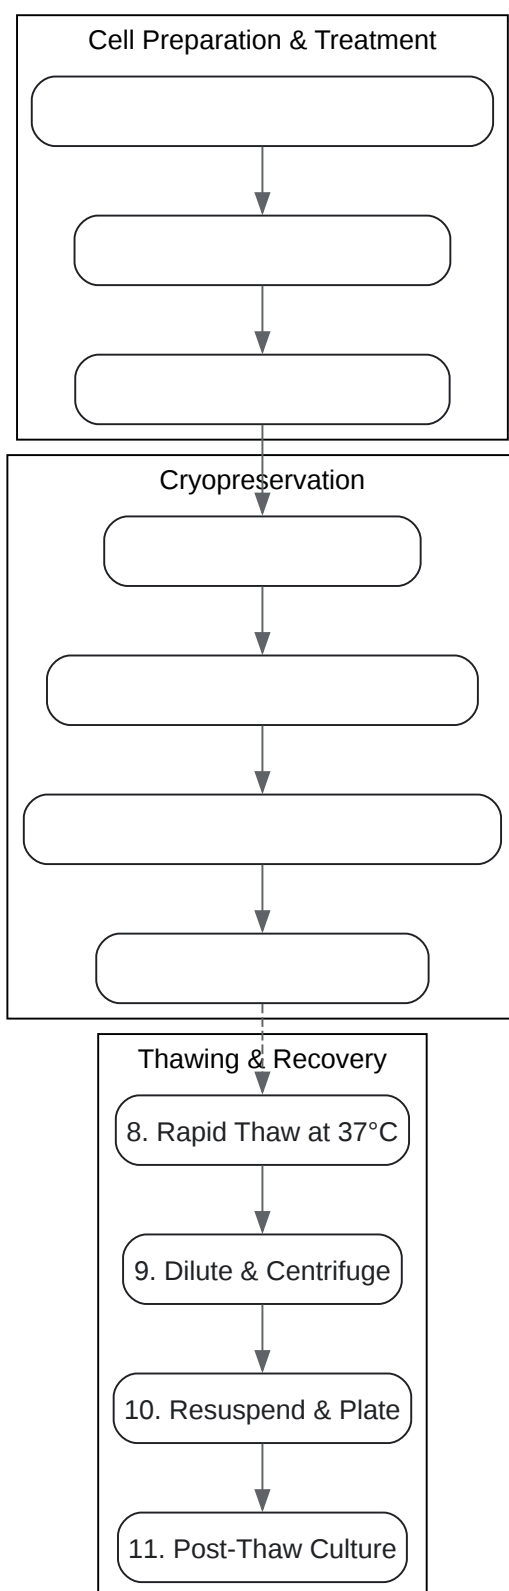 Cell Preparation & Treatment
Cryopreservation
Thawing & Recovery
8. Rapid Thaw at 37°C
9. Dilute & Centrifuge
10. Resuspend & Plate
11. Post-Thaw Culture